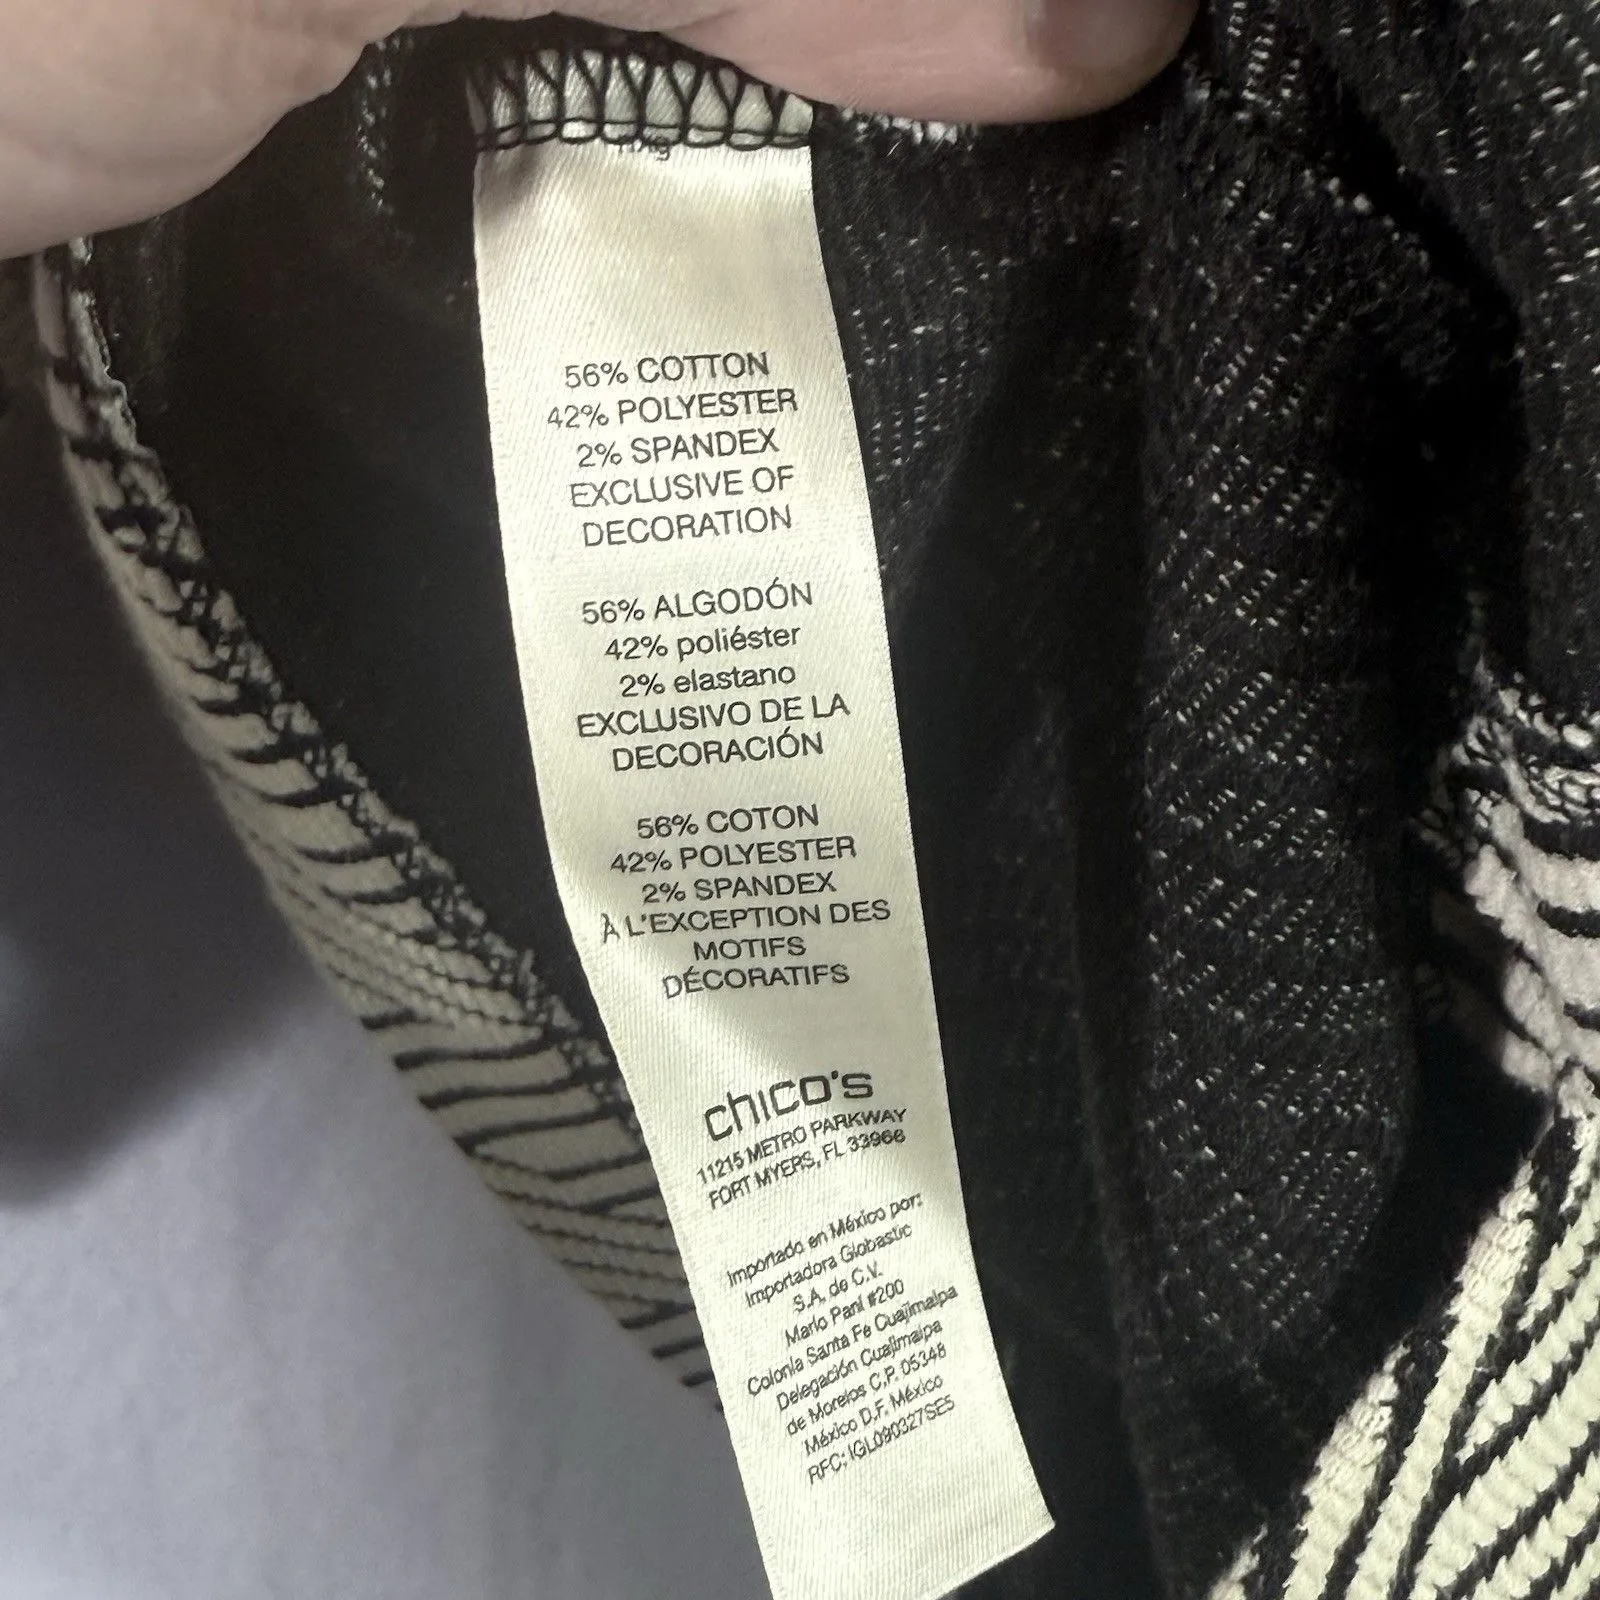 56% COTTON
42% POLYESTER
2% SPANDEX
EXCLUSIVE OF
DECORATION
56% ALGODÓN
42% poliéster
2% elastano
EXCLUSIVO DE LA
DECORACIÓN
56% COTON
42% POLYESTER
2% SPANDEX
À L'EXCEPTION DES
MOTIFS
DÉCORATIFS
chico's
11215 METRO PARKWAY
FORT MYERS, FL 33966
Importado en México por:
Importadora Globastic
S.A. de C.V.
Mario Pani #200
Colonia Santa Fe Cuajimalpa
Delegación Cuajimalpa
de Morelos C.P. 05348
México D.F. México
RFC: IGL090327SE5